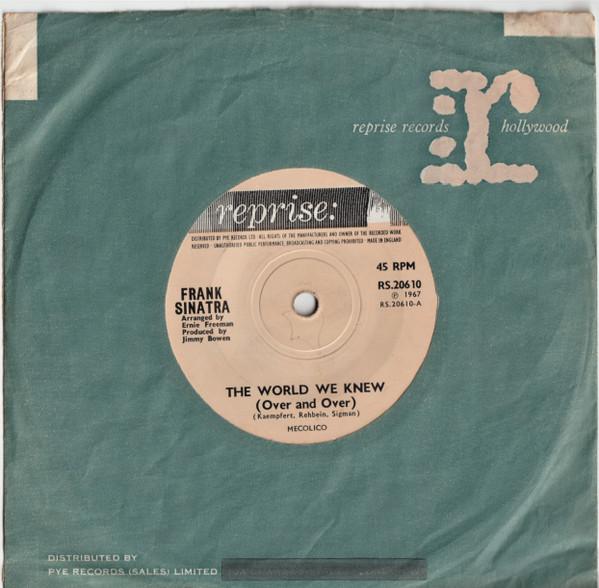 reprise records hollywood
r:
reprise:
DISTRIBUTED BY PYE RECORDS LTD · ALL RIGHTS OF THE MANUFACTURERS AND OWNER OF THE RECORDED WORK
RESERVED · UNAUTHORISED PUBLIC PERFORMANCE, BROADCASTING AND COPYING PROHIBITED · MADE IN ENGLAND
45 RPM
RS.20610
℗ 1967
RS.20610-A
FRANK
SINATRA
Arranged by
Ernie Freeman
Produced by
Jimmy Bowen
THE WORLD WE KNEW
(Over and Over)
(Kaempfert, Rehbein, Sigman)
MECOLICO
DISTRIBUTED BY
PYE RECORDS (SALES) LIMITED